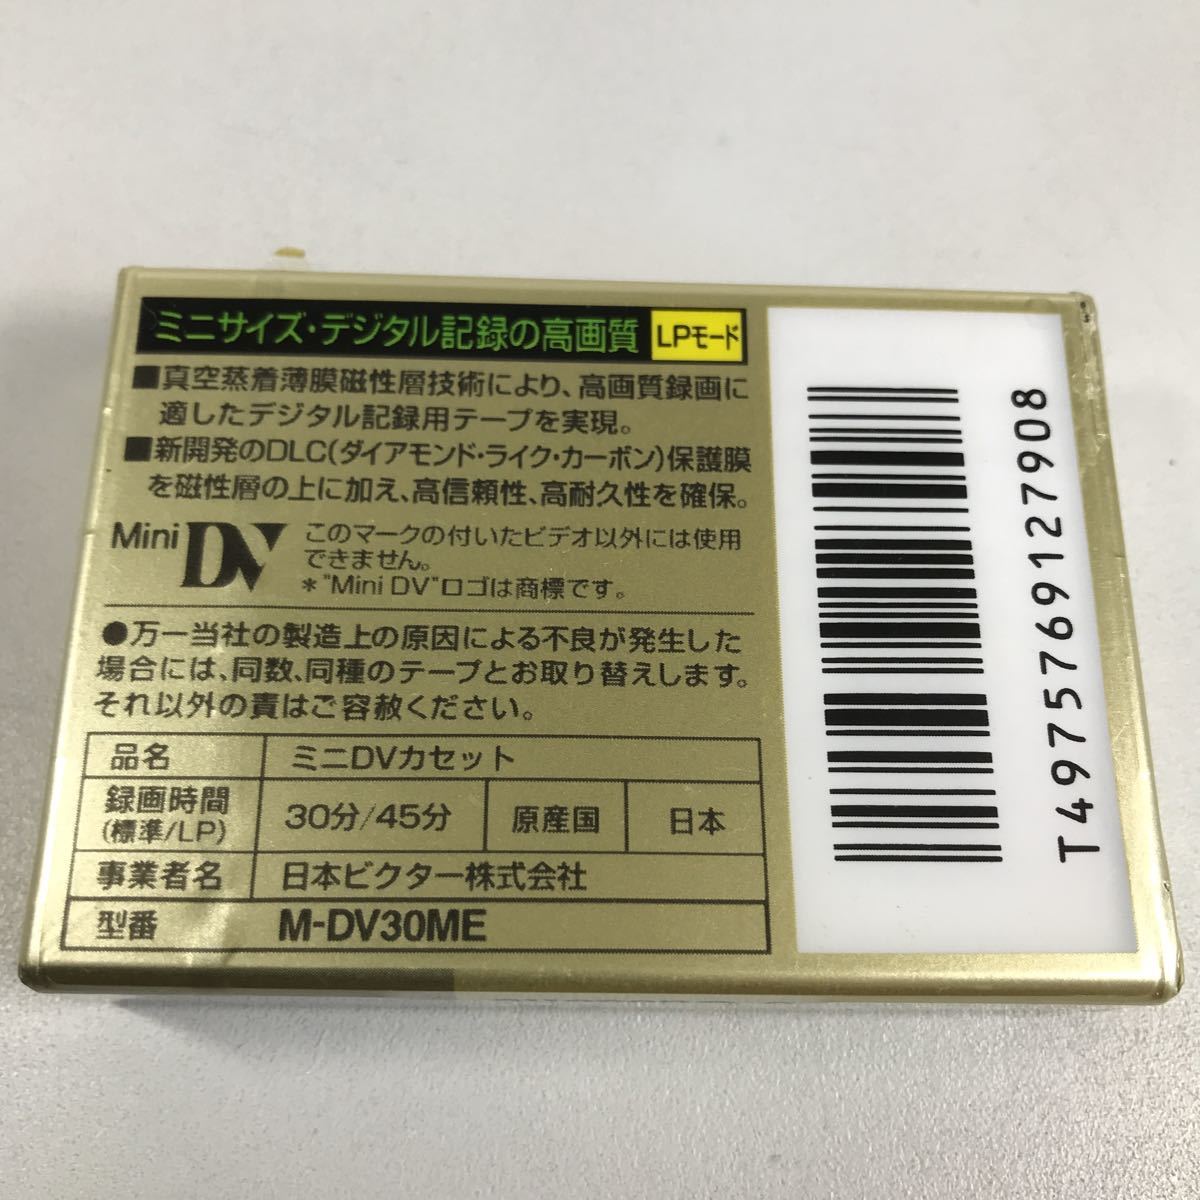 ミニサイズ・デジタル記録の高画質 LPモード
■真空蒸着薄膜磁性層技術により、高画質録画に
適したデジタル記録用テープを実現。
■新開発のDLC(ダイアモンド・ライク・カーボン)保護膜
を磁性層の上に加え、高信頼性、高耐久性を確保。
Mini DV
このマークの付いたビデオ以外には使用
できません。
＊"Mini DV"ロゴは商標です。
●万一当社の製造上の原因による不良が発生した
場合には、同数、同種のテープとお取り替えします。
それ以外の責はご容赦ください。
品名 ミニDVカセット
録画時間
(標準/LP)
30分/45分 原産国 日本
事業者名 日本ビクター株式会社
型番 M-DV30ME
T4975769127908